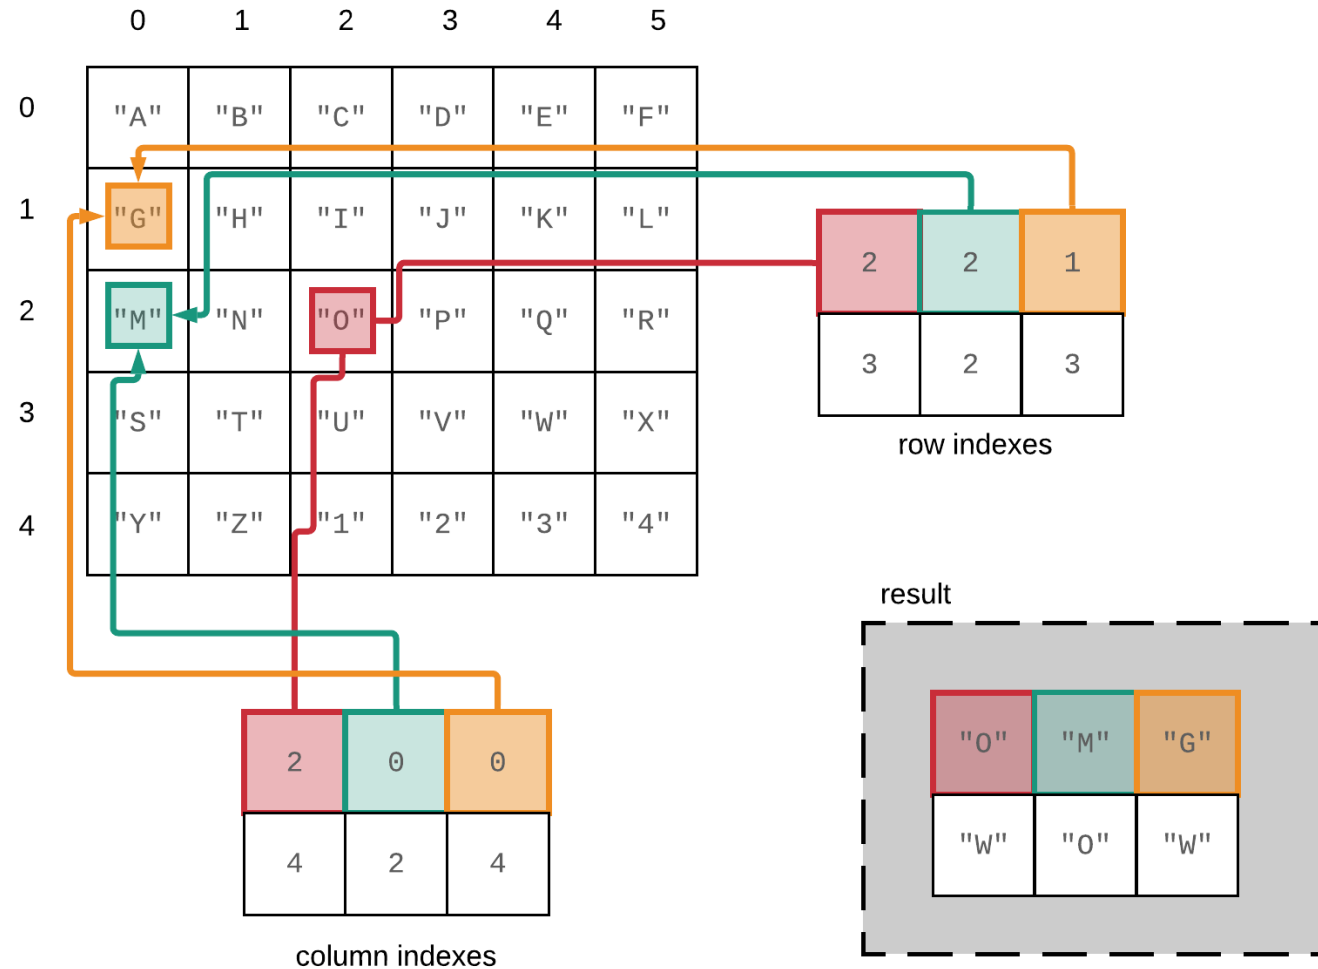 0 1 2 3 4 5
0 "A" "B" "C" "D" "E" "F"
1 "G" "H" "I" "J" "K" "L"
2 "M" "N" "O" "P" "Q" "R"
3 "S" "T" "U" "V" "W" "X"
4 "Y" "Z" "1" "2" "3" "4"
2 2 1
3 2 3
row indexes
2 0 0
4 2 4
column indexes
result
"O" "M" "G"
"W" "O" "W"